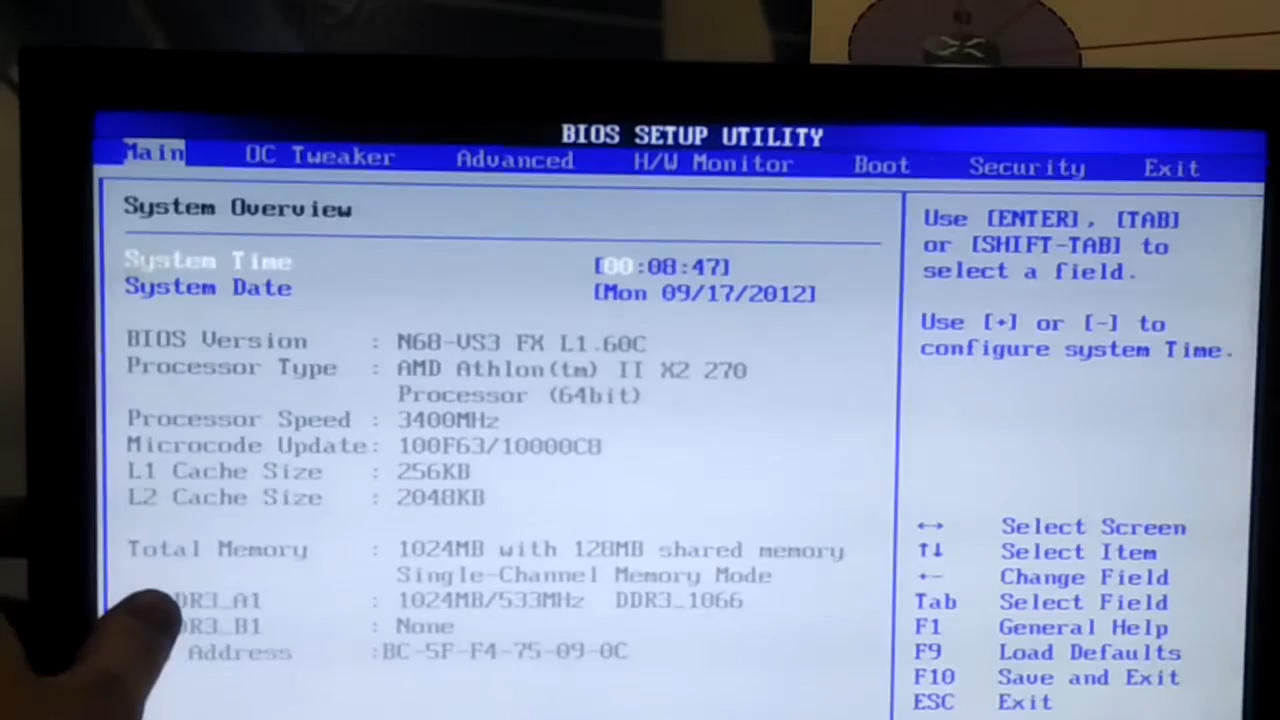 BIOS SETUP UTILITY
Main OC Tweaker Advanced H/W Monitor Boot Security Exit
System Overview
System Time [00:08:47]
System Date [Mon 09/17/2012]
BIOS Version : N68-VS3 FX L1.60C
Processor Type : AMD Athlon(tm) II X2 270
Processor (64bit)
Processor Speed : 3400MHz
Microcode Update: 100F63/10000C8
L1 Cache Size : 256KB
L2 Cache Size : 2048KB
Total Memory : 1024MB with 128MB shared memory
Single-Channel Memory Mode
DR3_A1 : 1024MB/533MHz DDR3_1066
DR3_B1 : None
Address :BC-5F-F4-75-09-0C
Use [ENTER], [TAB]
or [SHIFT-TAB] to
select a field.
Use [+] or [-] to
configure system Time.
←→ Select Screen
↑↓ Select Item
+- Change Field
Tab Select Field
F1 General Help
F9 Load Defaults
F10 Save and Exit
ESC Exit